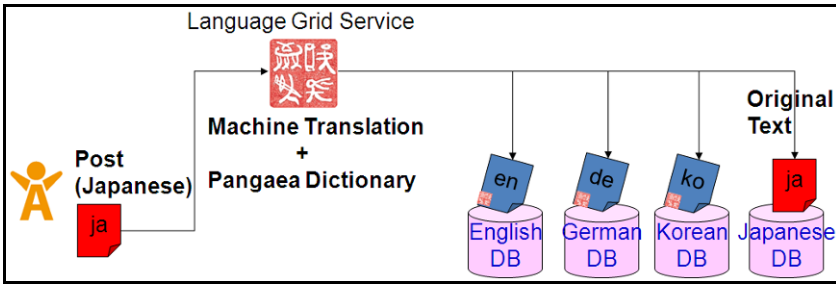 Language Grid Service
Machine Translation
+
Pangaea Dictionary
Post
(Japanese)
ja
Original
Text
en
de
ko
ja
English
DB
German
DB
Korean
DB
Japanese
DB